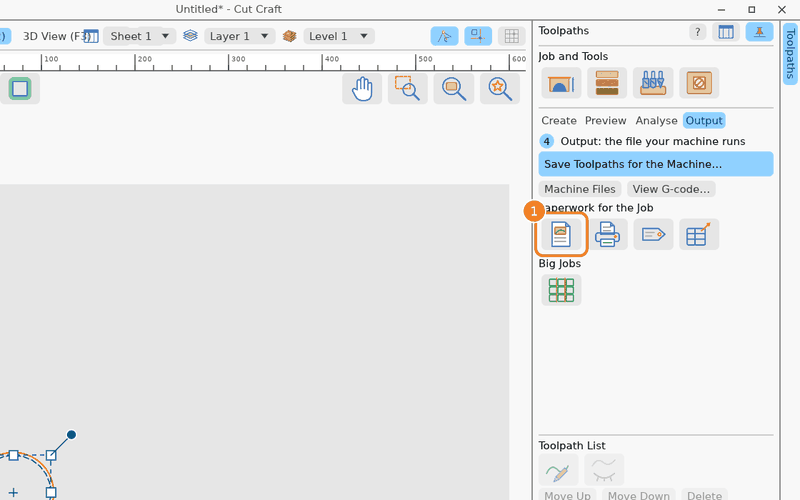 Untitled* - Cut Craft
3D View (F3)
Sheet 1
Layer 1
Level 1
100
200
300
400
500
600
Toolpaths
?
Toolpaths
Job and Tools
Create
Preview
Analyse
Output
4 Output: the file your machine runs
Save Toolpaths for the Machine...
Machine Files
View G-code...
1
aperwork for the Job
Big Jobs
Toolpath List
Move Up
Move Down
Delete